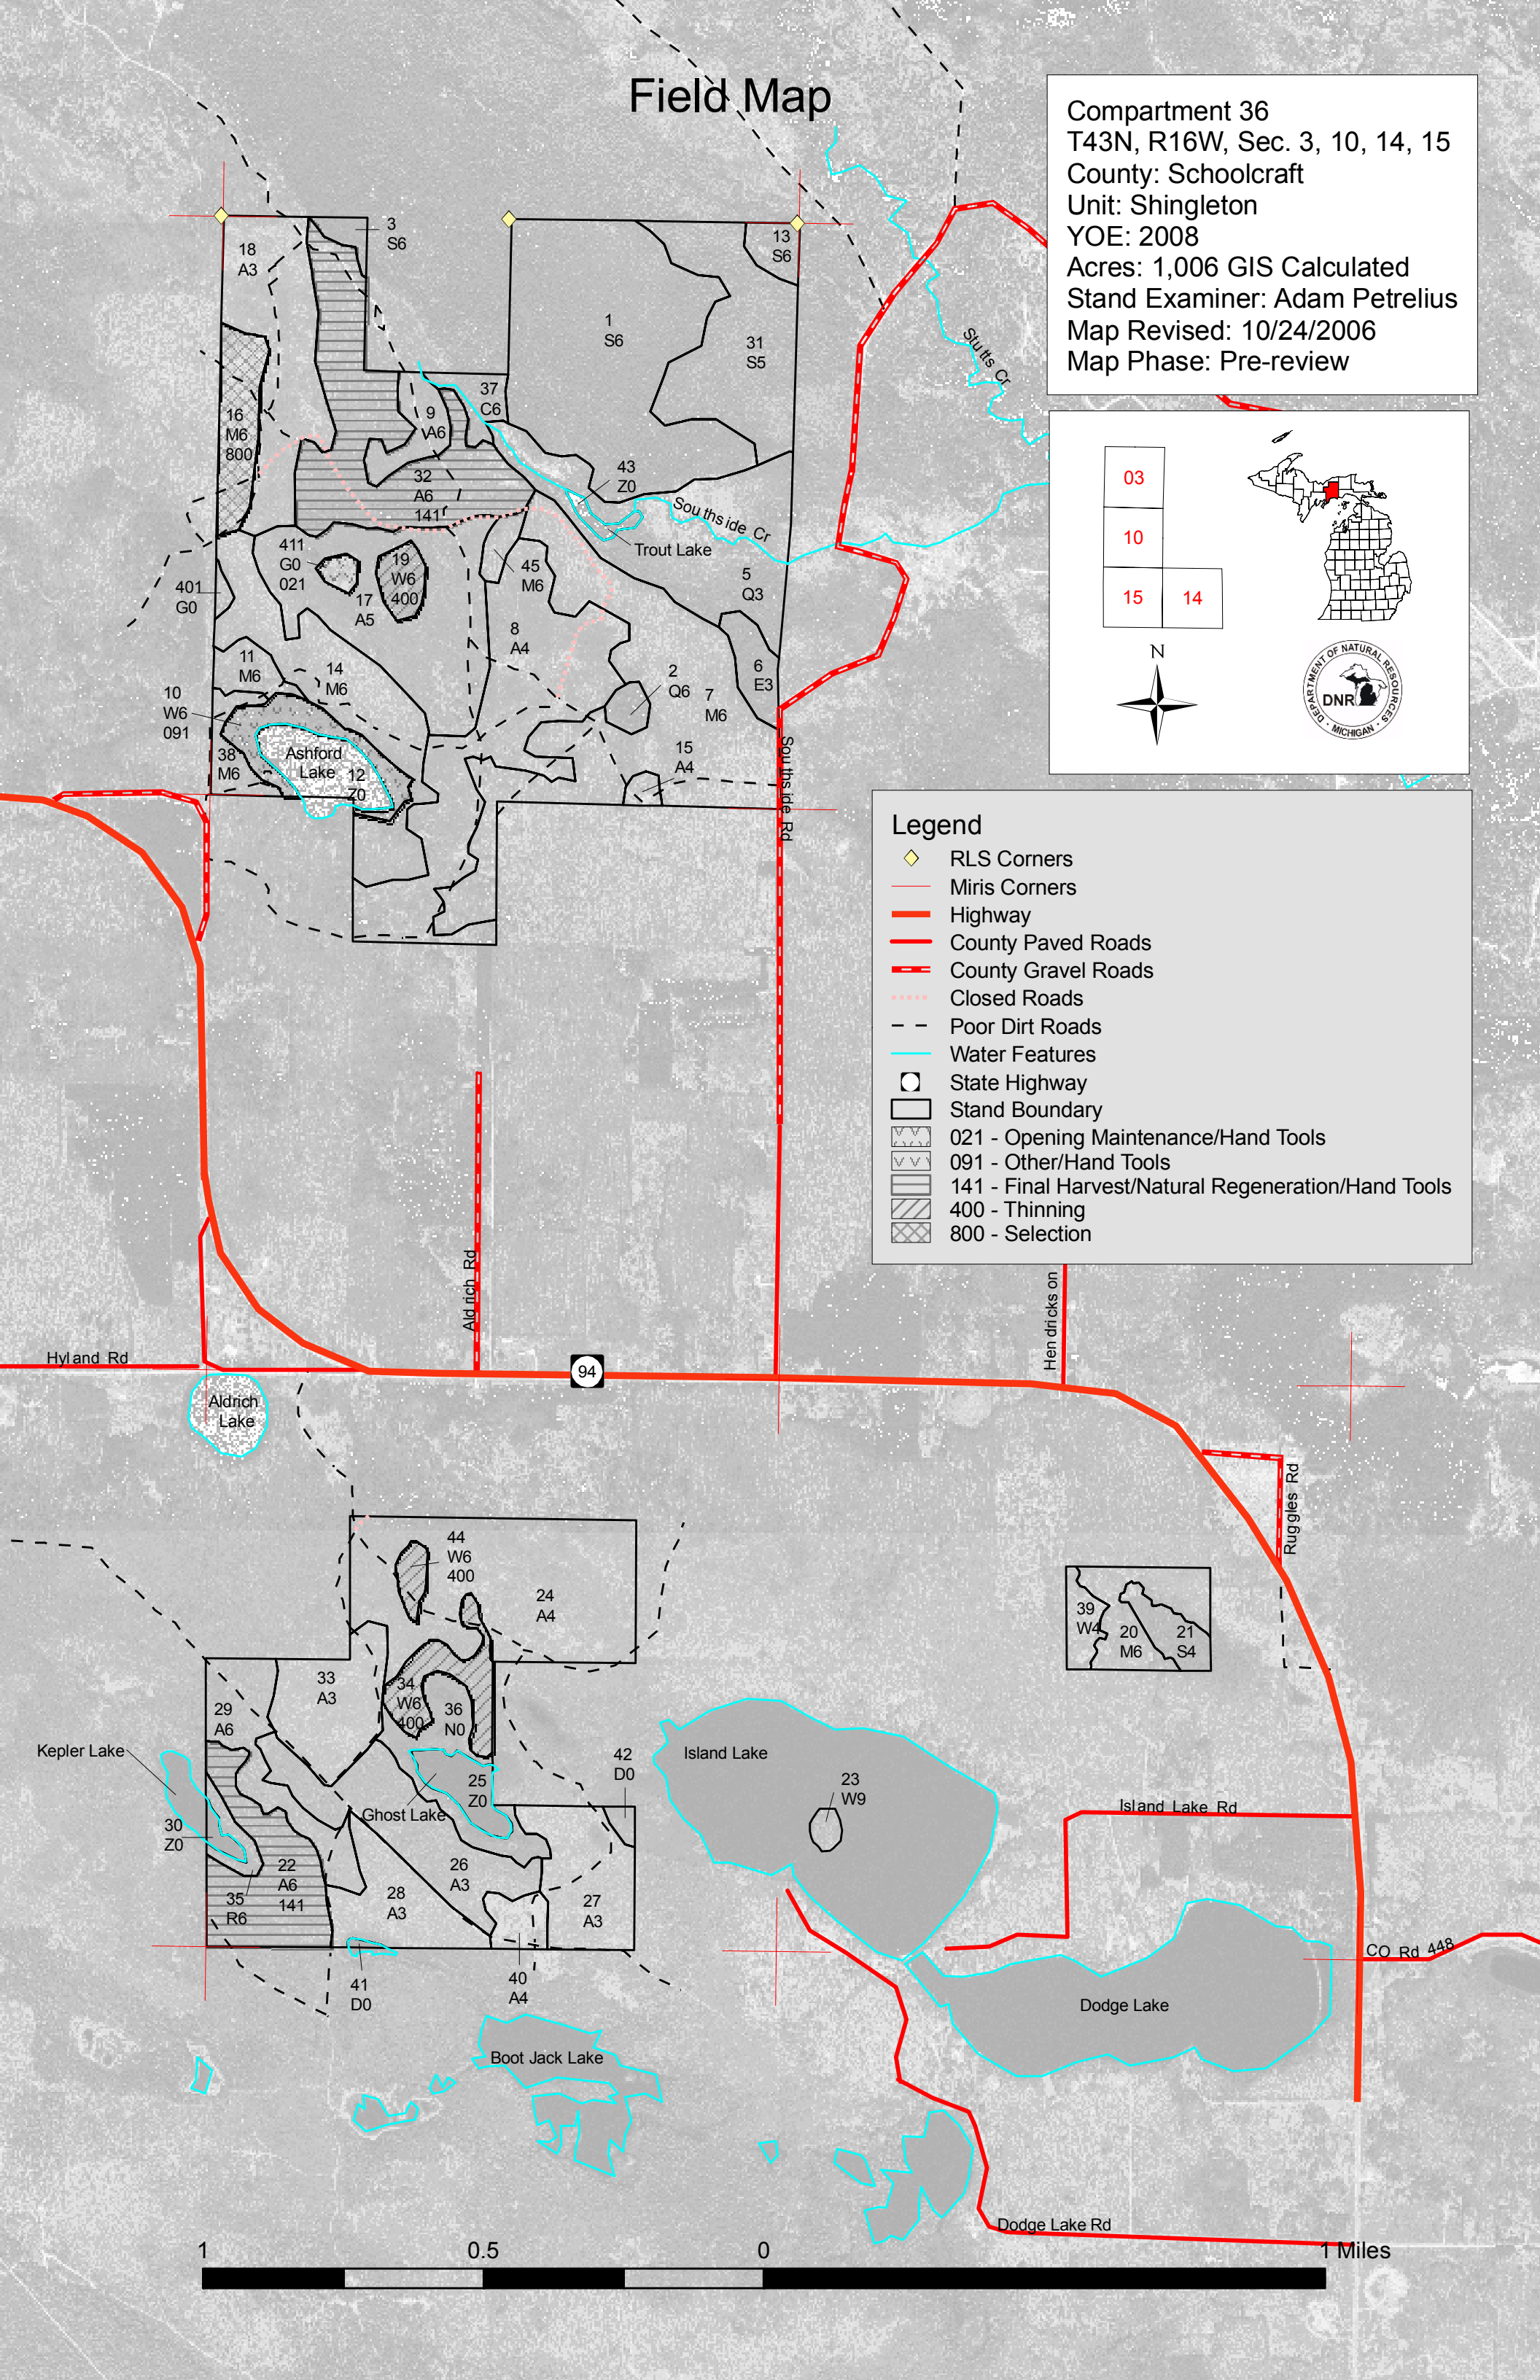 Field Map
Compartment 36
T43N, R16W, Sec. 3, 10, 14, 15
County: Schoolcraft
Unit: Shingleton
YOE: 2008
Acres: 1,006 GIS Calculated
Stand Examiner: Adam Petrelius
Map Revised: 10/24/2006
Map Phase: Pre-review
03
10
15
14
N
DEPARTMENT OF NATURAL RESOURCES
DNR
MICHIGAN
3
S6
18
A3
13
S6
1
S6
31
S5
Stutts Cr
37
C6
9
A6
16
M6
800
32
A6
141
43
Z0
Southside Cr
Trout Lake
411
G0
021
19
W6
400
45
M6
401
G0
17
A5
5
Q3
8
A4
11
M6
14
M6
2
Q6
7
M6
6
E3
10
W6
091
38
M6
Ashford
Lake
12
Z0
15
A4
Southside Rd
Legend
RLS Corners
Miris Corners
Highway
County Paved Roads
County Gravel Roads
Closed Roads
Poor Dirt Roads
Water Features
State Highway
Stand Boundary
021 - Opening Maintenance/Hand Tools
091 - Other/Hand Tools
141 - Final Harvest/Natural Regeneration/Hand Tools
400 - Thinning
800 - Selection
Aldrich Rd
Hendrickson
Hyland Rd
94
Aldrich
Lake
Ruggles Rd
44
W6
400
24
A4
39
W4
20
M6
21
S4
33
A3
34
W6
400
36
N0
29
A6
Kepler Lake
42
D0
25
Z0
Ghost Lake
Island Lake
23
W9
Island Lake Rd
30
Z0
22
A6
141
35
R6
26
A3
28
A3
27
A3
41
D0
40
A4
CO Rd 448
Dodge Lake
Boot Jack Lake
Dodge Lake Rd
1
0.5
0
1 Miles